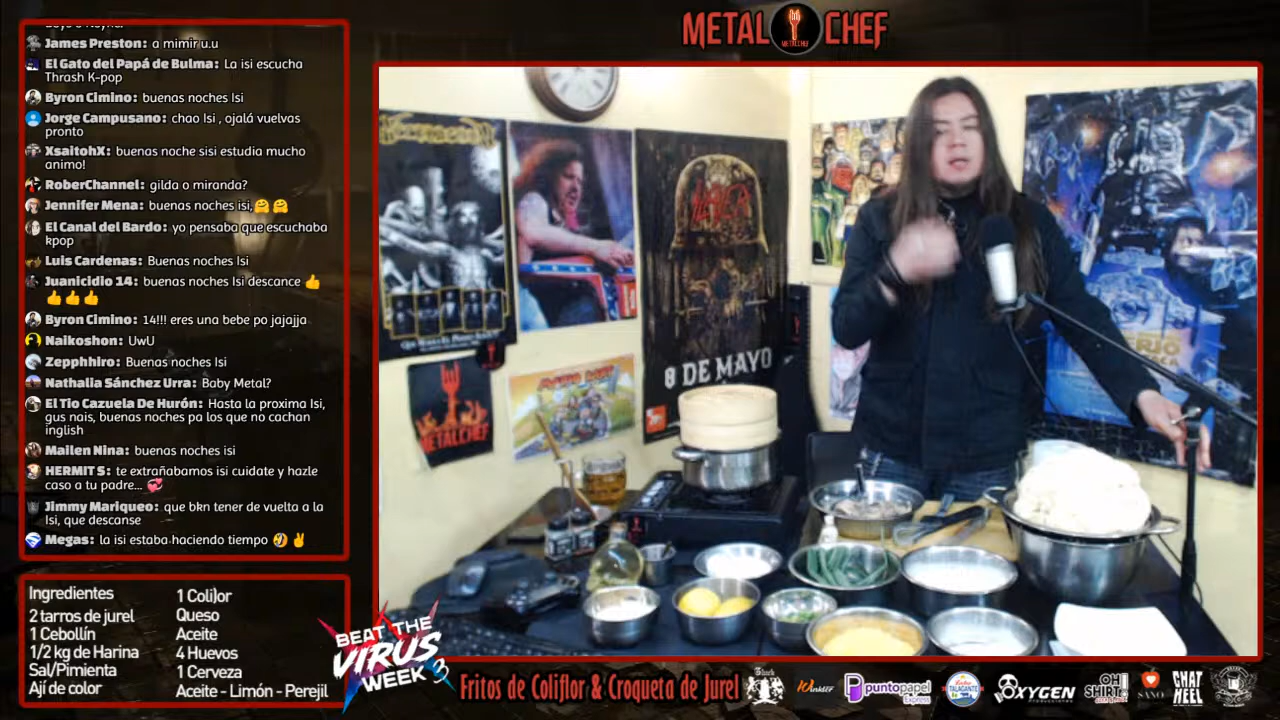 METAL CHEF
James Preston: a mimir u.u
El Gato del Papá de Bulma: La isi escucha
Thrash K-pop
Byron Cimino: buenas noches Isi
Jorge Campusano: chao Isi , ojalá vuelvas
pronto
XsaitohX: buenas noche sisi estudia mucho
animo!
RoberChannel: gilda o miranda?
Jennifer Mena: buenas noches isi,🤗 🤗
El Canal del Bardo: yo pensaba que escuchaba
kpop
Luis Cardenas: Buenas noches Isi
Juanicidio 14: buenas noches Isi descance 👍
👍👍👍
Byron Cimino: 14!!! eres una bebe po jajajja
Naikoshon: UwU
Zepphhiro: Buenas noches Isi
Nathalia Sánchez Urra: Baby Metal?
El Tio Cazuela De Hurón: Hasta la proxima Isi,
gus nais, buenas noches pa los que no cachan
inglish
Mailen Nina: buenas noches isi
HERMIT S: te extrañabamos isi cuidate y hazle
caso a tu padre... 💞
Jimmy Mariqueo: que bkn tener de vuelta a la
Isi, que descanse
Megas: la isi estaba haciendo tiempo 🤣 ✌
SLAYER
8 DE MAYO
METALCHEF
Ingredientes
2 tarros de jurel
1 Cebollín
1/2 kg de Harina
Sal/Pimienta
Ají de color
1 Coliflor
Queso
Aceite
4 Huevos
1 Cerveza
Aceite - Limón - Perejil
BEAT THE
VIRUS
WEEK 3
Fritos de Coliflor & Croqueta de Jurel
Winkler
puntopapel
Express
TALAGANTE
OXYGEN
OH
SHIRT!
SANO
CHAT
HEEL